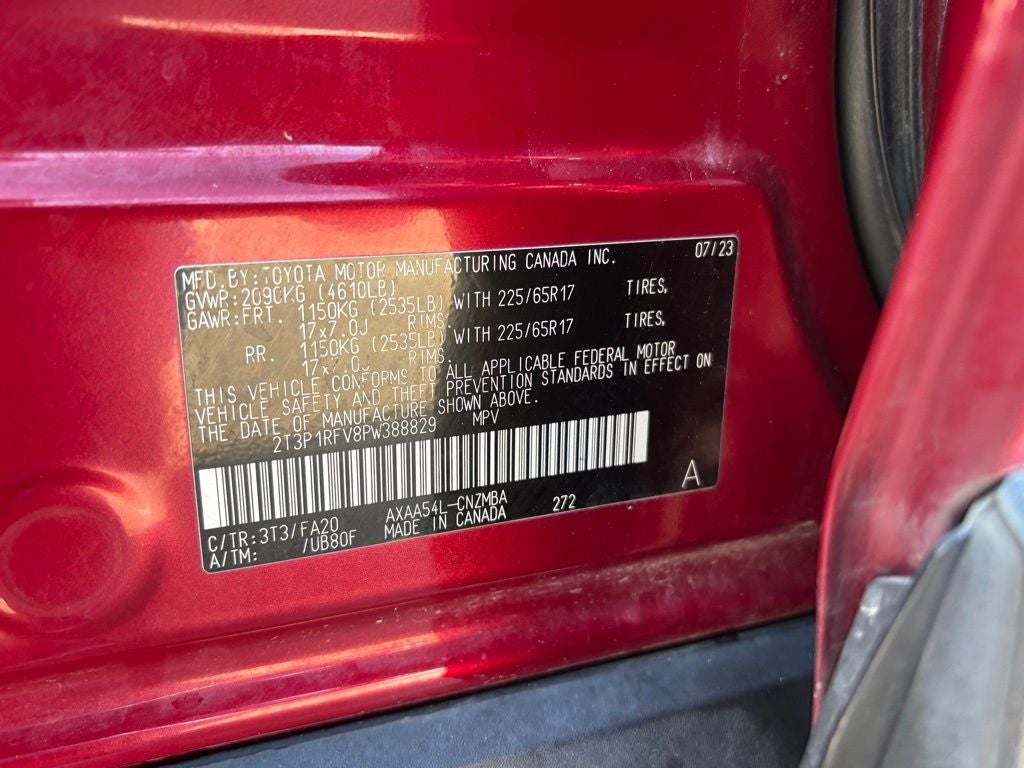 MFD.BY:TOYOTA MOTOR MANUFACTURING CANADA INC. 07/23
GVWR:2090KG (4610LB)
GAWR:FRT. 1150KG (2535LB) WITH 225/65R17 TIRES,
17x7.0J RIMS.
RR. 1150KG (2535LB) WITH 225/65R17 TIRES,
17x7.0J RIMS.
THIS VEHICLE CONFORMS TO ALL APPLICABLE FEDERAL MOTOR
VEHICLE SAFETY AND THEFT PREVENTION STANDARDS IN EFFECT ON
THE DATE OF MANUFACTURE SHOWN ABOVE.
2T3P1RFV8PW388829 MPV
A
C/TR:3T3/FA20 AXAA54L-CNZMBA 272
A/TM: /UB80F MADE IN CANADA